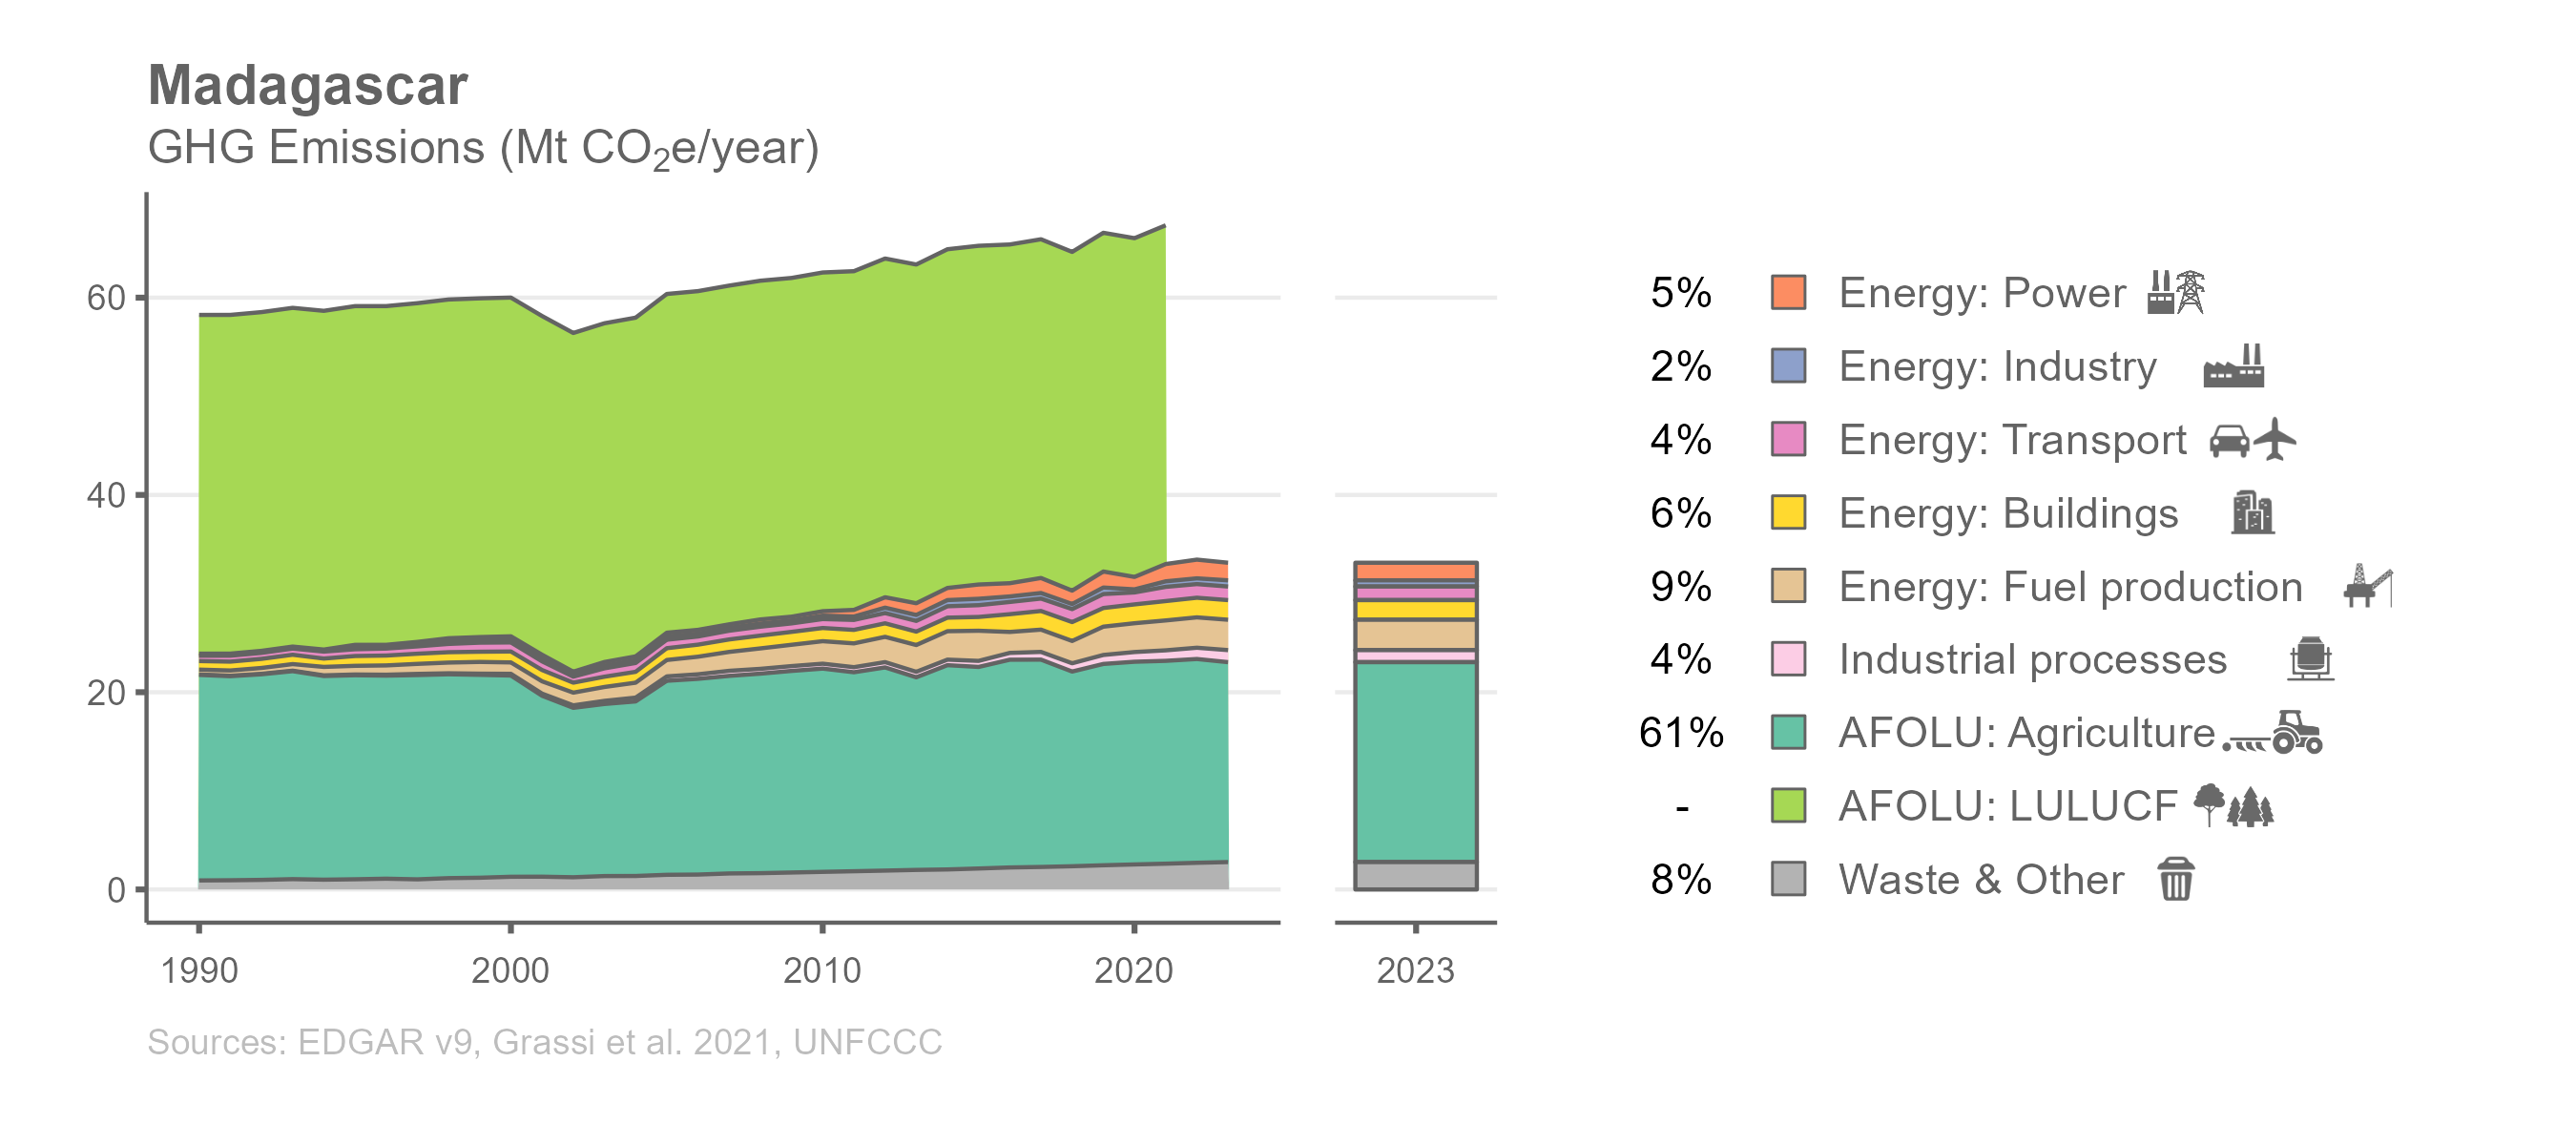 Madagascar
GHG Emissions (Mt CO₂e/year)
60
40
20
0
1990 2000 2010 2020 2023
5% Energy: Power
2% Energy: Industry
4% Energy: Transport
6% Energy: Buildings
9% Energy: Fuel production
4% Industrial processes
61% AFOLU: Agriculture
- AFOLU: LULUCF
8% Waste & Other
Sources: EDGAR v9, Grassi et al. 2021, UNFCCC